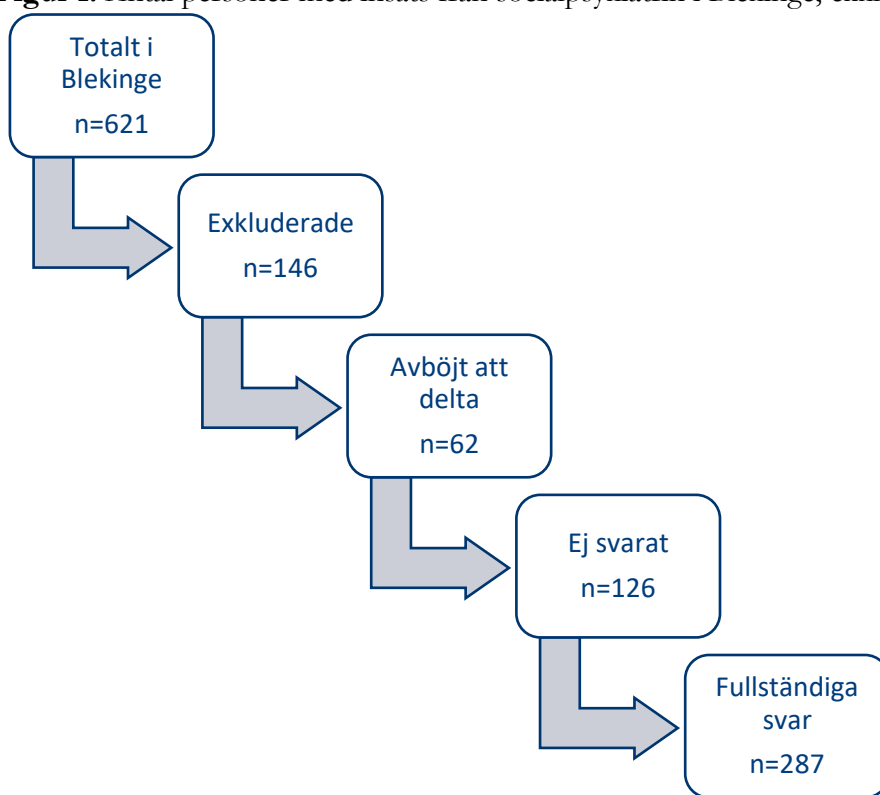 Totalt i
Blekinge
n=621
Exkluderade
n=146
Avböjt att
delta
n=62
Ej svarat
n=126
Fullständiga
svar
n=287